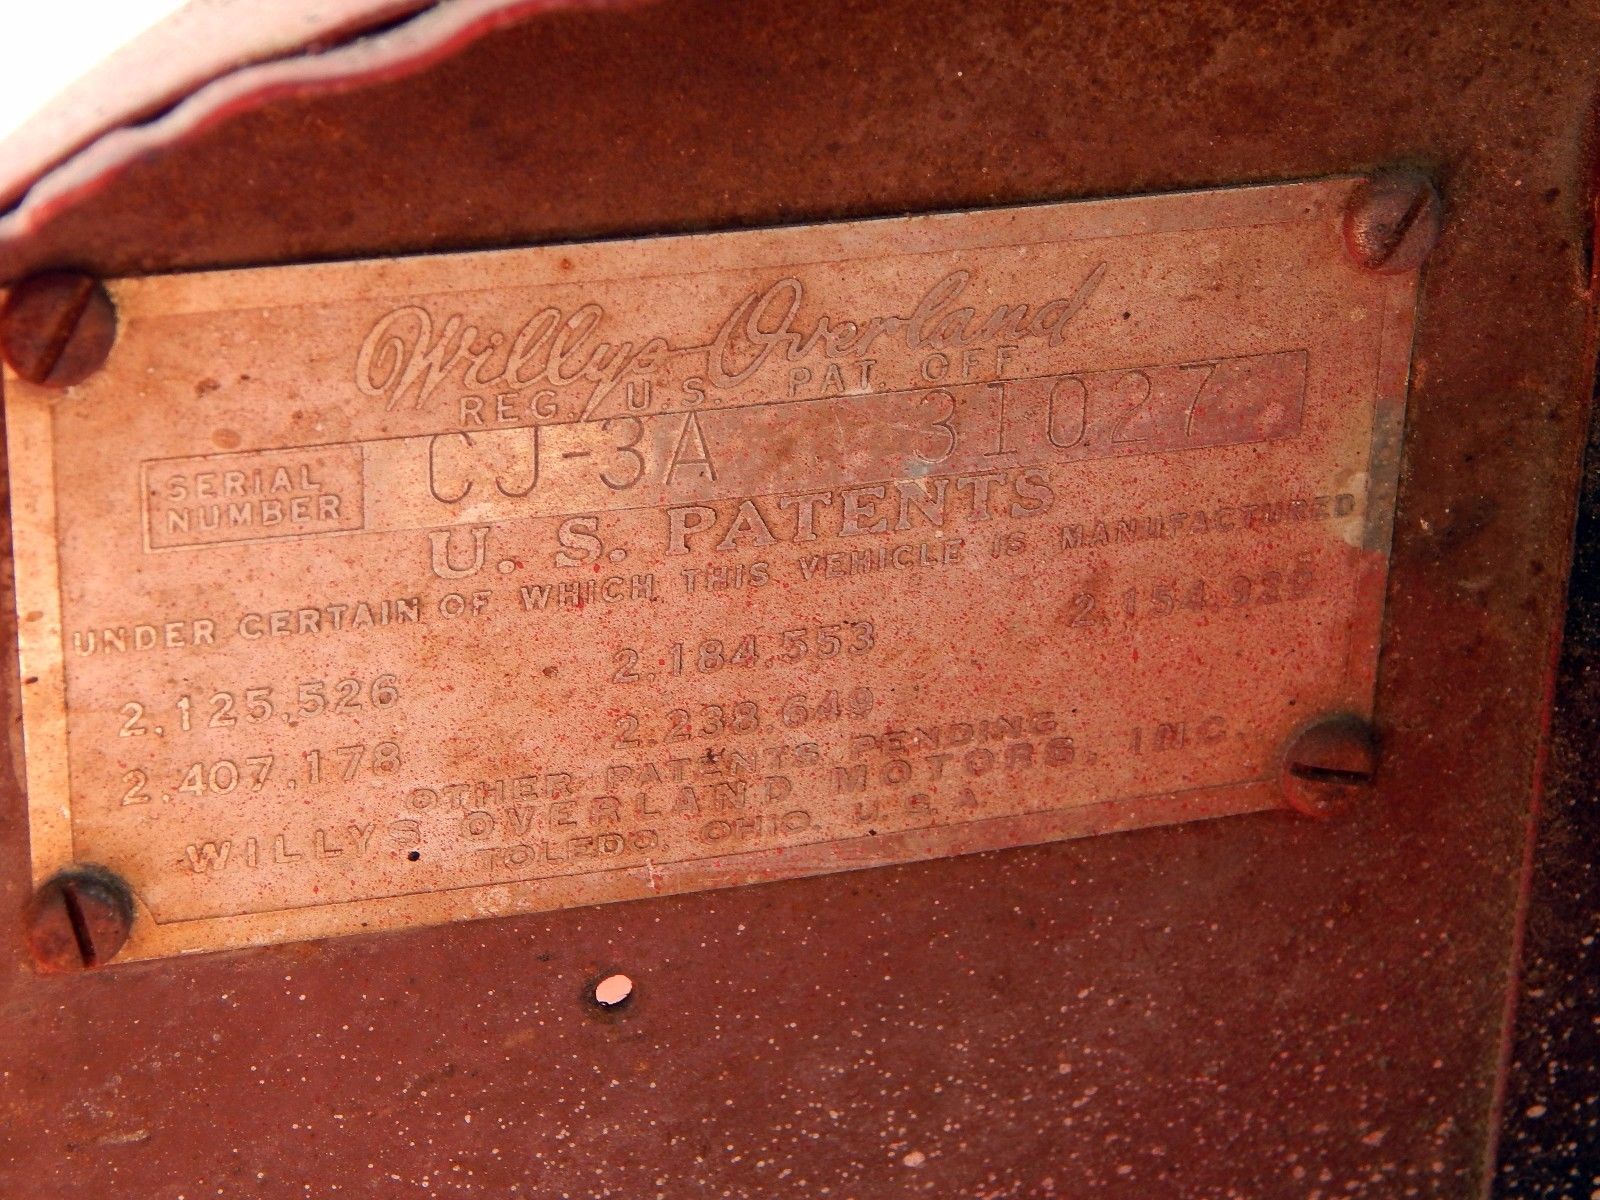 Willys-Overland
REG. U.S. PAT. OFF.
SERIAL NUMBER CJ-3A 31027
U. S. PATENTS
UNDER CERTAIN OF WHICH THIS VEHICLE IS MANUFACTURED
2,125,526 2,184,553
2,407,178 2,238,649
OTHER PATENTS PENDING
WILLYS OVERLAND MOTORS, INC.
TOLEDO, OHIO. U.S.A.